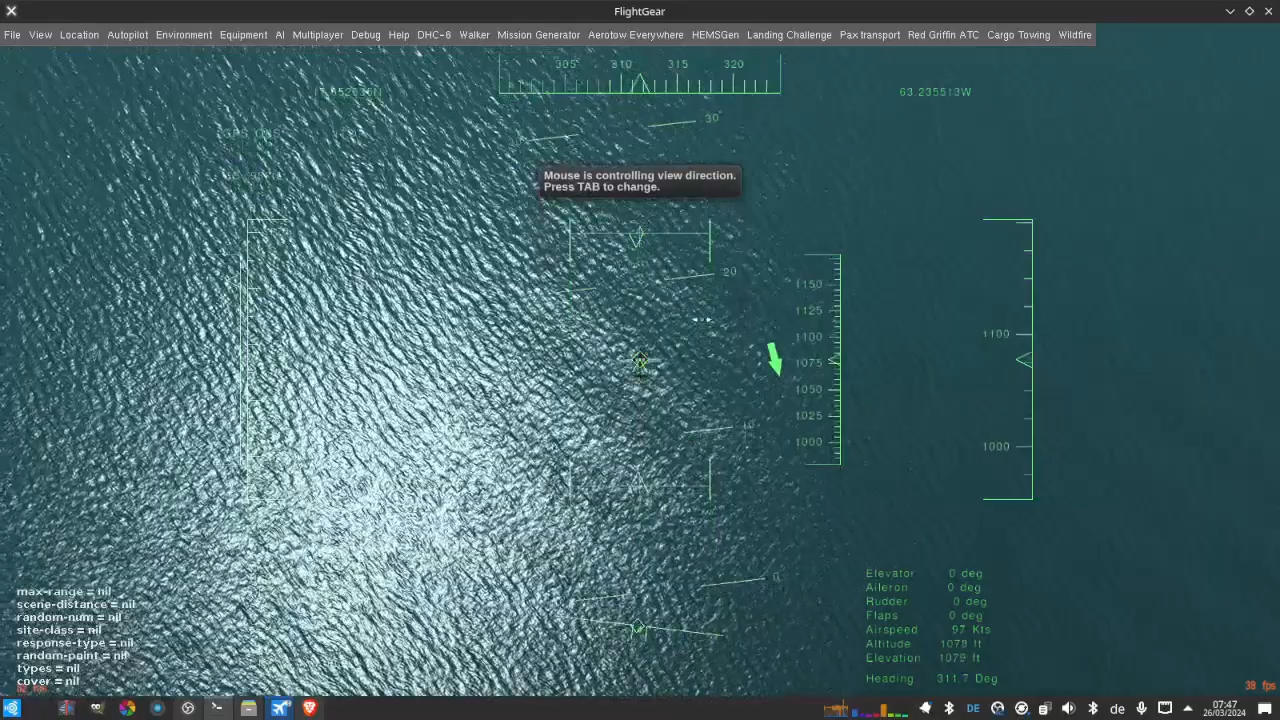 FlightGear
File View Location Autopilot Environment Equipment AI Multiplayer Debug Help DHC-6 Walker Mission Generator Aerotow Everywhere HEMSGen Landing Challenge Pax transport Red Griffin ATC Cargo Towing Wildfire
305 310 315 320
63.235513W
30
Mouse is controlling view direction.
Press TAB to change.
20
1150
1125
1100
1100
1075
1050
1025
1000
1000
10
0
Elevator 0 deg
Aileron 0 deg
Rudder 0 deg
Flaps 0 deg
Airspeed 97 Kts
Altitude 1079 ft
Elevation 1079 ft
Heading 311.7 Deg
max-range = nil
scene-distance = nil
random-num = nil
site-class = nil
response-type = nil
random-point = nil
types = nil
cover = nil
38 fps
DE
de
07:47
26/03/2024